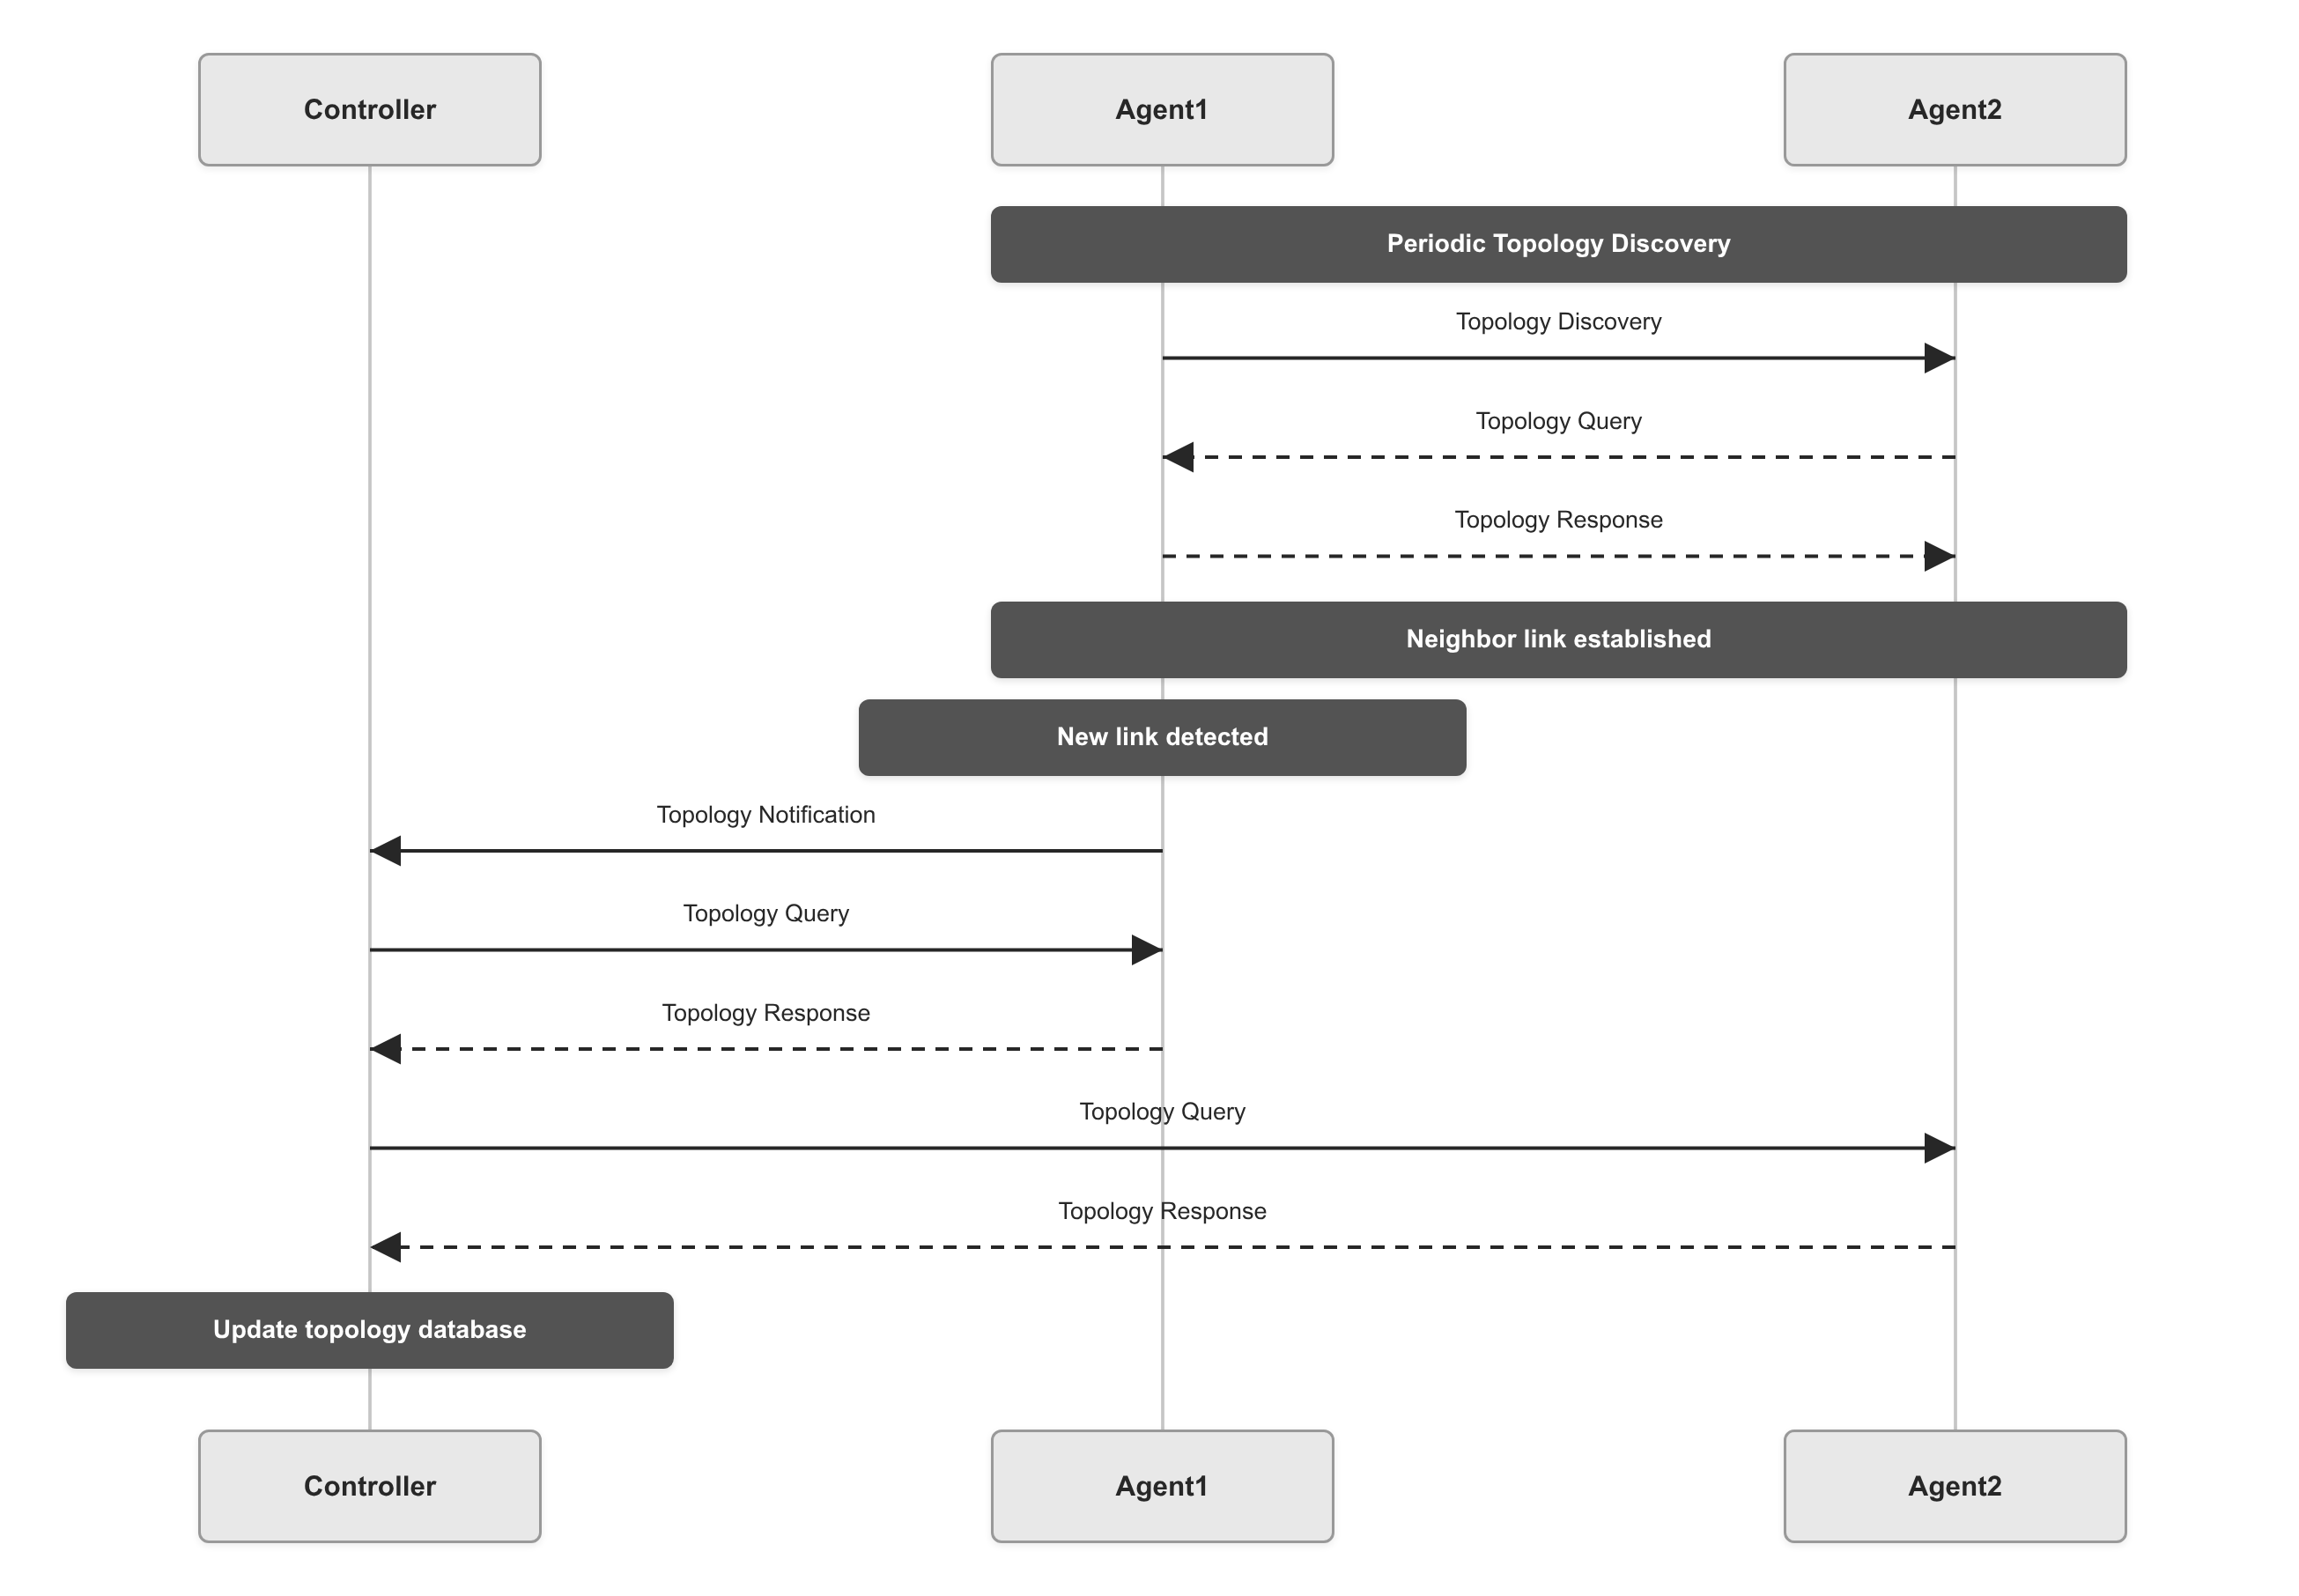 Controller
Agent1
Agent2
Periodic Topology Discovery
Topology Discovery
Topology Query
Topology Response
Neighbor link established
New link detected
Topology Notification
Topology Query
Topology Response
Topology Query
Topology Response
Update topology database
Controller
Agent1
Agent2